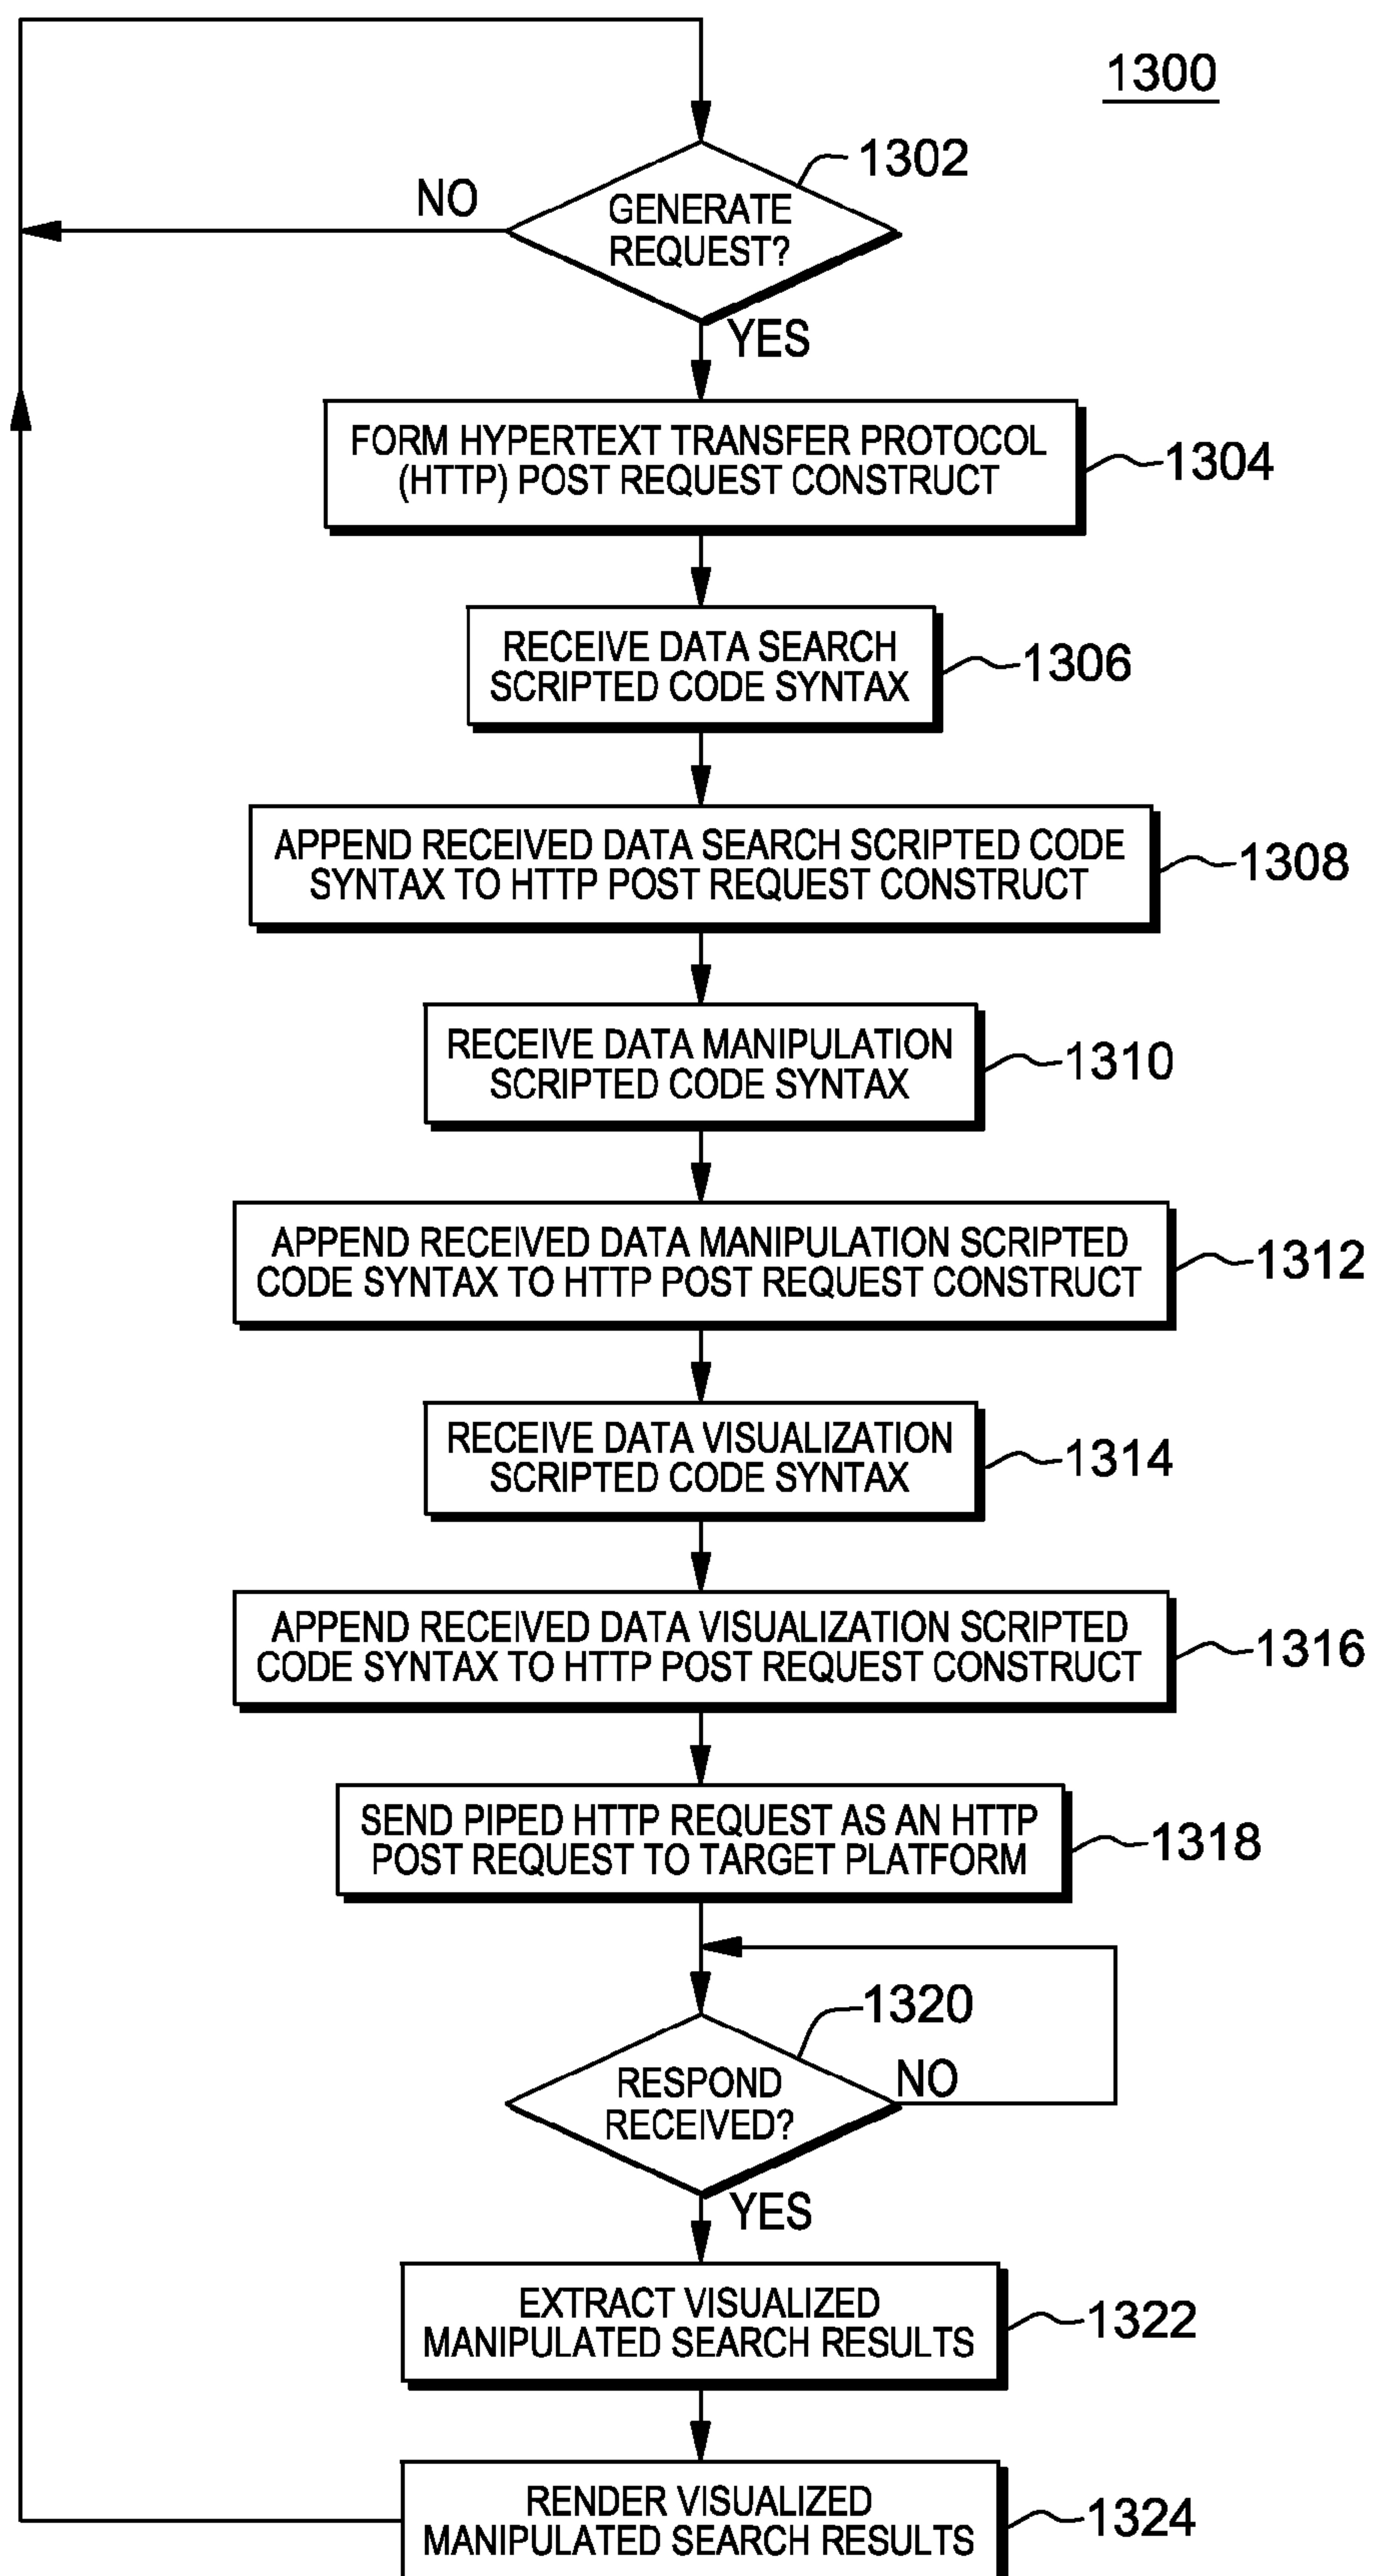 1300
1302
NO
GENERATE
REQUEST?
YES
FORM HYPERTEXT TRANSFER PROTOCOL
(HTTP) POST REQUEST CONSTRUCT
1304
RECEIVE DATA SEARCH
SCRIPTED CODE SYNTAX
1306
APPEND RECEIVED DATA SEARCH SCRIPTED CODE
SYNTAX TO HTTP POST REQUEST CONSTRUCT
1308
RECEIVE DATA MANIPULATION
SCRIPTED CODE SYNTAX
1310
APPEND RECEIVED DATA MANIPULATION SCRIPTED
CODE SYNTAX TO HTTP POST REQUEST CONSTRUCT
1312
RECEIVE DATA VISUALIZATION
SCRIPTED CODE SYNTAX
1314
APPEND RECEIVED DATA VISUALIZATION SCRIPTED
CODE SYNTAX TO HTTP POST REQUEST CONSTRUCT
1316
SEND PIPED HTTP REQUEST AS AN HTTP
POST REQUEST TO TARGET PLATFORM
1318
1320
RESPOND
RECEIVED?
NO
YES
EXTRACT VISUALIZED
MANIPULATED SEARCH RESULTS
1322
RENDER VISUALIZED
MANIPULATED SEARCH RESULTS
1324